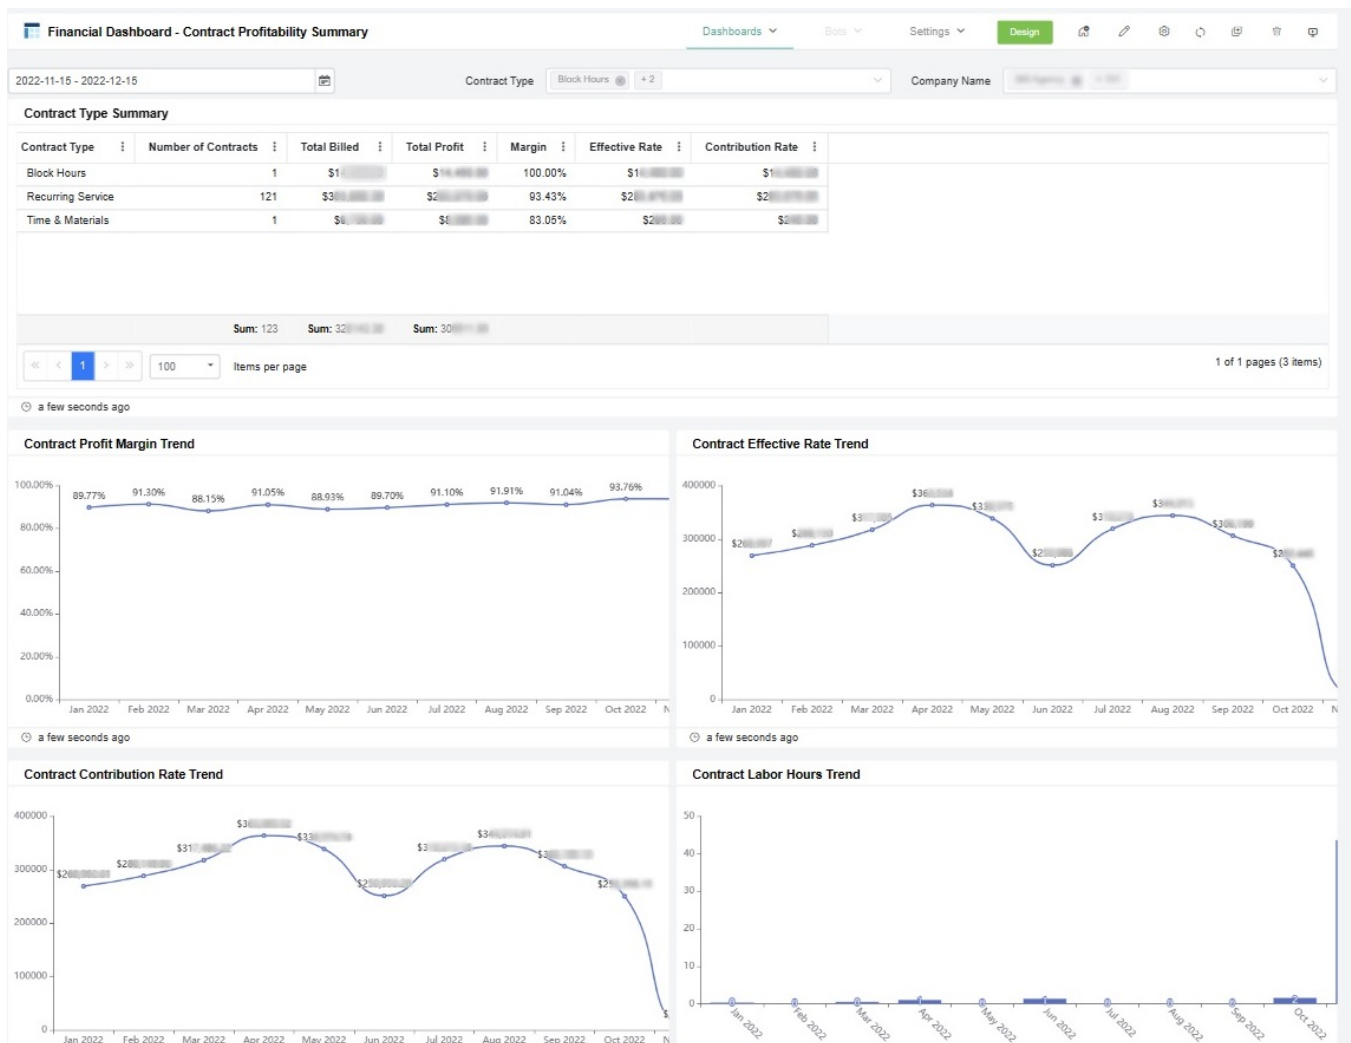 Financial Dashboard - Contract Profitability Summary
Dashboards
Bots
Settings
Design
2022-11-15 - 2022-12-15
Contract Type
Block Hours
+ 2
Company Name
Contract Type Summary
Contract Type Number of Contracts Total Billed Total Profit Margin Effective Rate Contribution Rate
Block Hours 1 100.00%
Recurring Service 121 93.43%
Time & Materials 1 83.05%
Sum: 123 Sum: Sum:
1
100
Items per page
1 of 1 pages (3 items)
a few seconds ago
Contract Profit Margin Trend
100.00%
80.00%
60.00%
40.00%
20.00%
0.00%
89.77% 91.30% 88.15% 91.05% 88.93% 89.70% 91.10% 91.91% 91.04% 93.76%
Jan 2022 Feb 2022 Mar 2022 Apr 2022 May 2022 Jun 2022 Jul 2022 Aug 2022 Sep 2022 Oct 2022 N
a few seconds ago
Contract Effective Rate Trend
400000
300000
200000
100000
0
Jan 2022 Feb 2022 Mar 2022 Apr 2022 May 2022 Jun 2022 Jul 2022 Aug 2022 Sep 2022 Oct 2022 N
a few seconds ago
Contract Contribution Rate Trend
400000
300000
200000
100000
0
Jan 2022 Feb 2022 Mar 2022 Apr 2022 May 2022 Jun 2022 Jul 2022 Aug 2022 Sep 2022 Oct 2022 N
Contract Labor Hours Trend
50
40
30
20
10
0
0 0 0 1 0 1 0 0 0 2
Jan 2022 Feb 2022 Mar 2022 Apr 2022 May 2022 Jun 2022 Jul 2022 Aug 2022 Sep 2022 Oct 2022